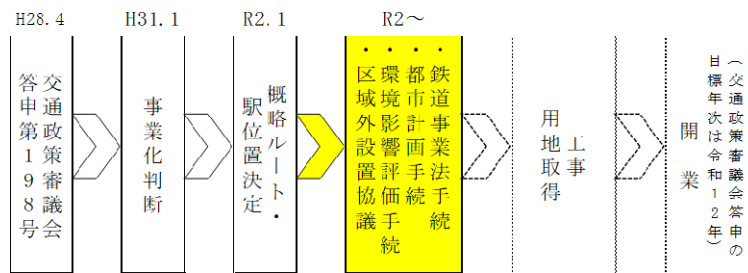 H28.4
H31.1
R2.1
R2～
交通政策審議会
答申第198号
事業化判断
概略ルート・
駅位置決定
・鉄道事業法手続
・都市計画手続
・環境影響評価手続
・区域外設置協議
工事
用地取得
開業
（交通政策審議会答申の
目標年次は令和12年）